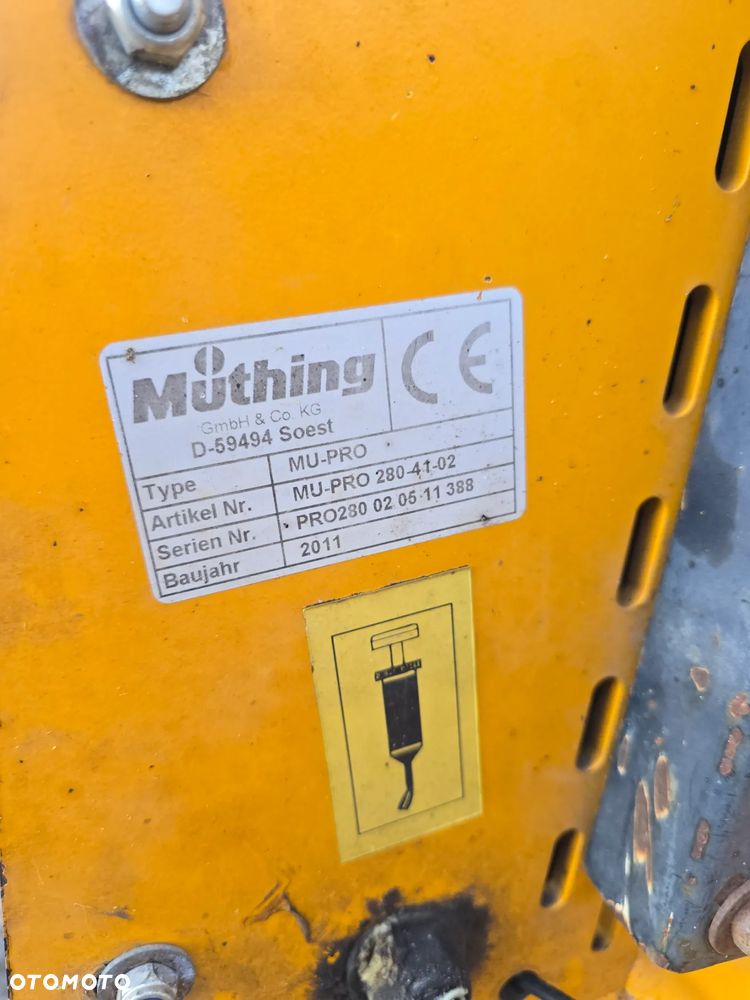 Müthing
GmbH & Co. KG
D-59494 Soest
CE
Type MU-PRO
Artikel Nr. MU-PRO 280-41-02
Serien Nr. PRO280 02 05-11 388
Baujahr 2011
OTOMOTO